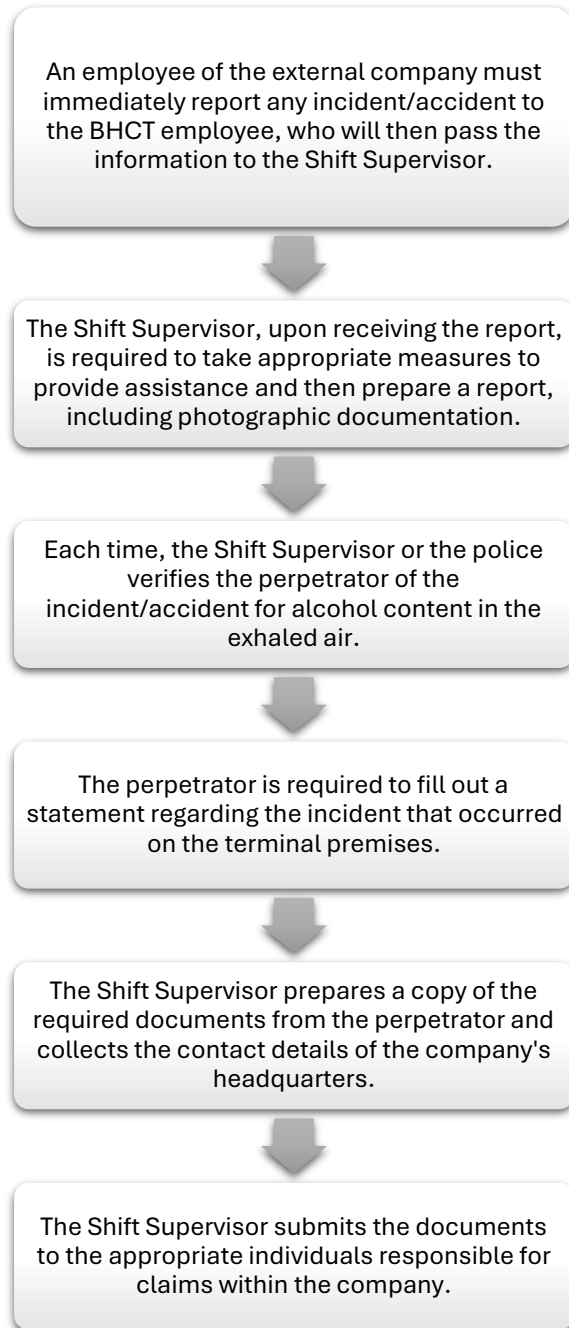 An employee of the external company must
immediately report any incident/accident to
the BHCT employee, who will then pass the
information to the Shift Supervisor.
The Shift Supervisor, upon receiving the report,
is required to take appropriate measures to
provide assistance and then prepare a report,
including photographic documentation.
Each time, the Shift Supervisor or the police
verifies the perpetrator of the
incident/accident for alcohol content in the
exhaled air.
The perpetrator is required to fill out a
statement regarding the incident that occurred
on the terminal premises.
The Shift Supervisor prepares a copy of the
required documents from the perpetrator and
collects the contact details of the company's
headquarters.
The Shift Supervisor submits the documents
to the appropriate individuals responsible for
claims within the company.